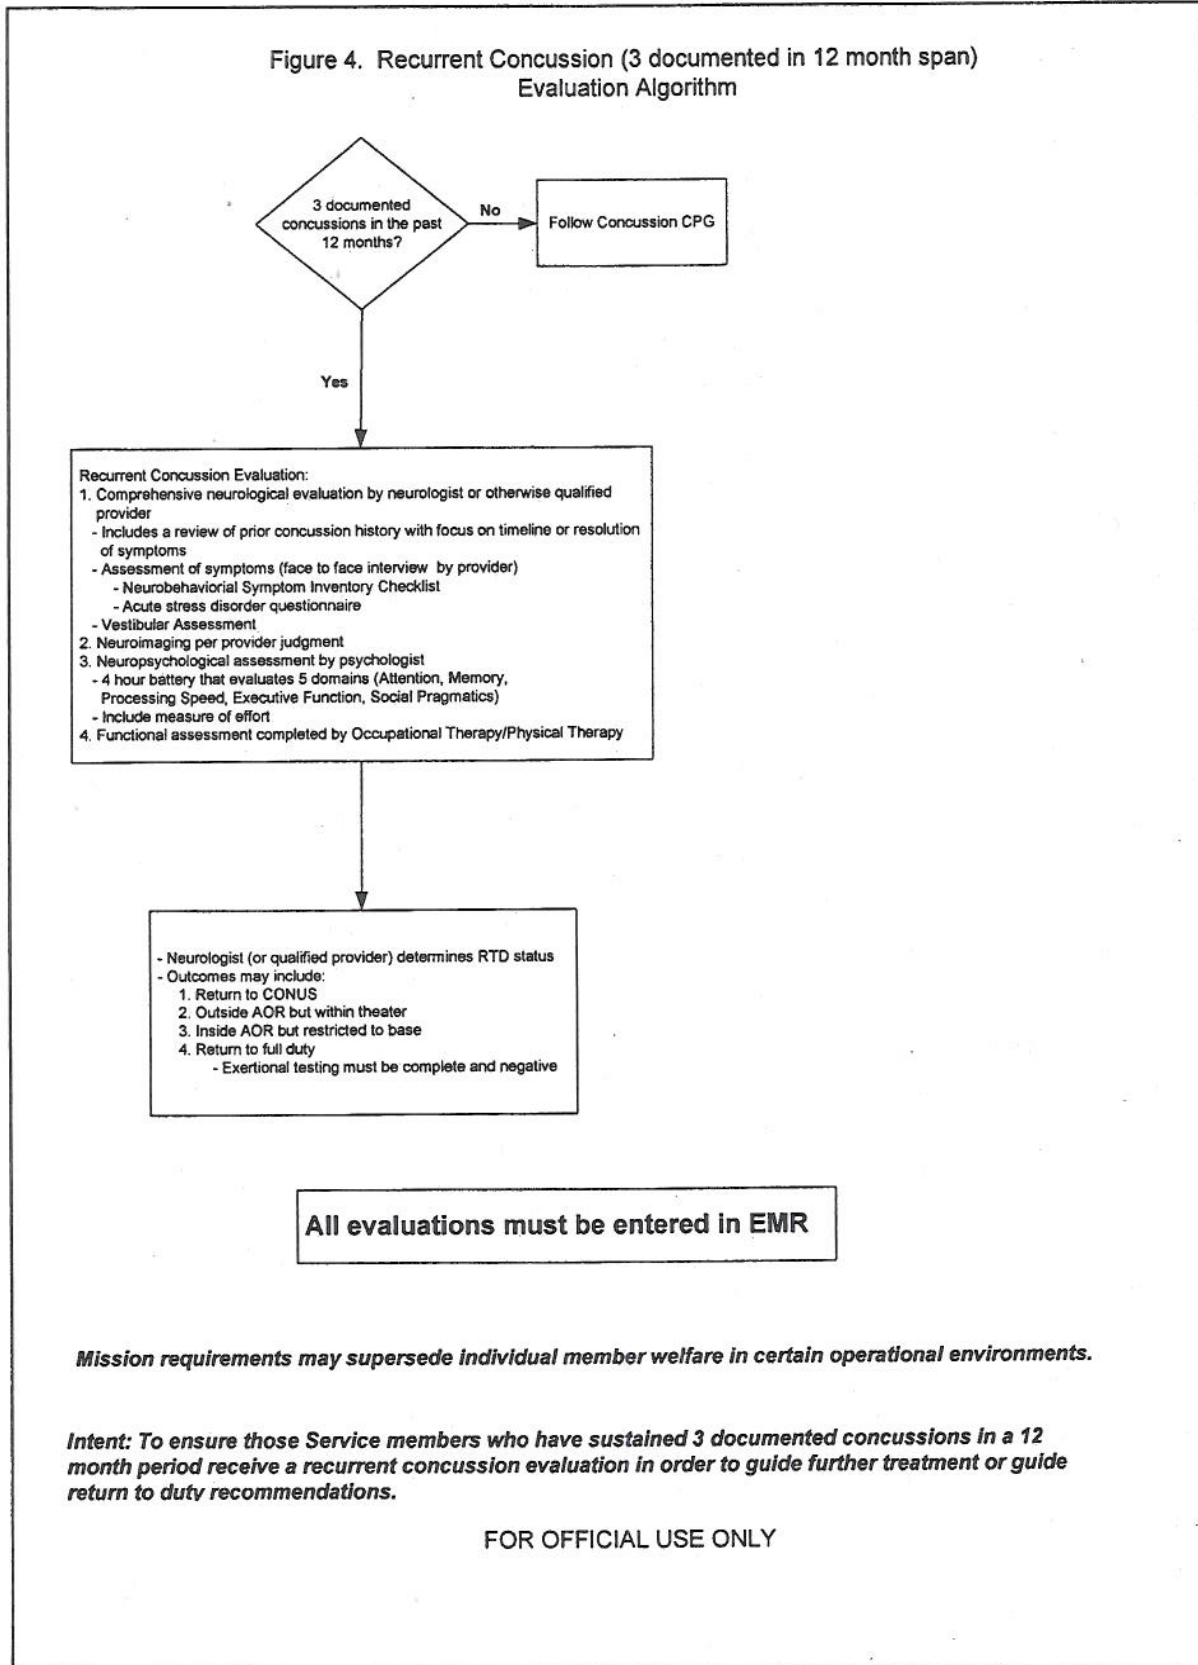 Figure 4. Recurrent Concussion (3 documented in 12 month span)
Evaluation Algorithm
3 documented
concussions in the past
12 months?
No
Follow Concussion CPG
Yes
Recurrent Concussion Evaluation:
1. Comprehensive neurological evaluation by neurologist or otherwise qualified
provider
- Includes a review of prior concussion history with focus on timeline or resolution
of symptoms
- Assessment of symptoms (face to face interview by provider)
- Neurobehaviorial Symptom Inventory Checklist
- Acute stress disorder questionnaire
- Vestibular Assessment
2. Neuroimaging per provider judgment
3. Neuropsychological assessment by psychologist
- 4 hour battery that evaluates 5 domains (Attention, Memory,
Processing Speed, Executive Function, Social Pragmatics)
- Include measure of effort
4. Functional assessment completed by Occupational Therapy/Physical Therapy
- Neurologist (or qualified provider) determines RTD status
- Outcomes may include:
1. Return to CONUS
2. Outside AOR but within theater
3. Inside AOR but restricted to base
4. Return to full duty
- Exertional testing must be complete and negative
All evaluations must be entered in EMR
Mission requirements may supersede individual member welfare in certain operational environments.
Intent: To ensure those Service members who have sustained 3 documented concussions in a 12
month period receive a recurrent concussion evaluation in order to guide further treatment or guide
return to duty recommendations.
FOR OFFICIAL USE ONLY